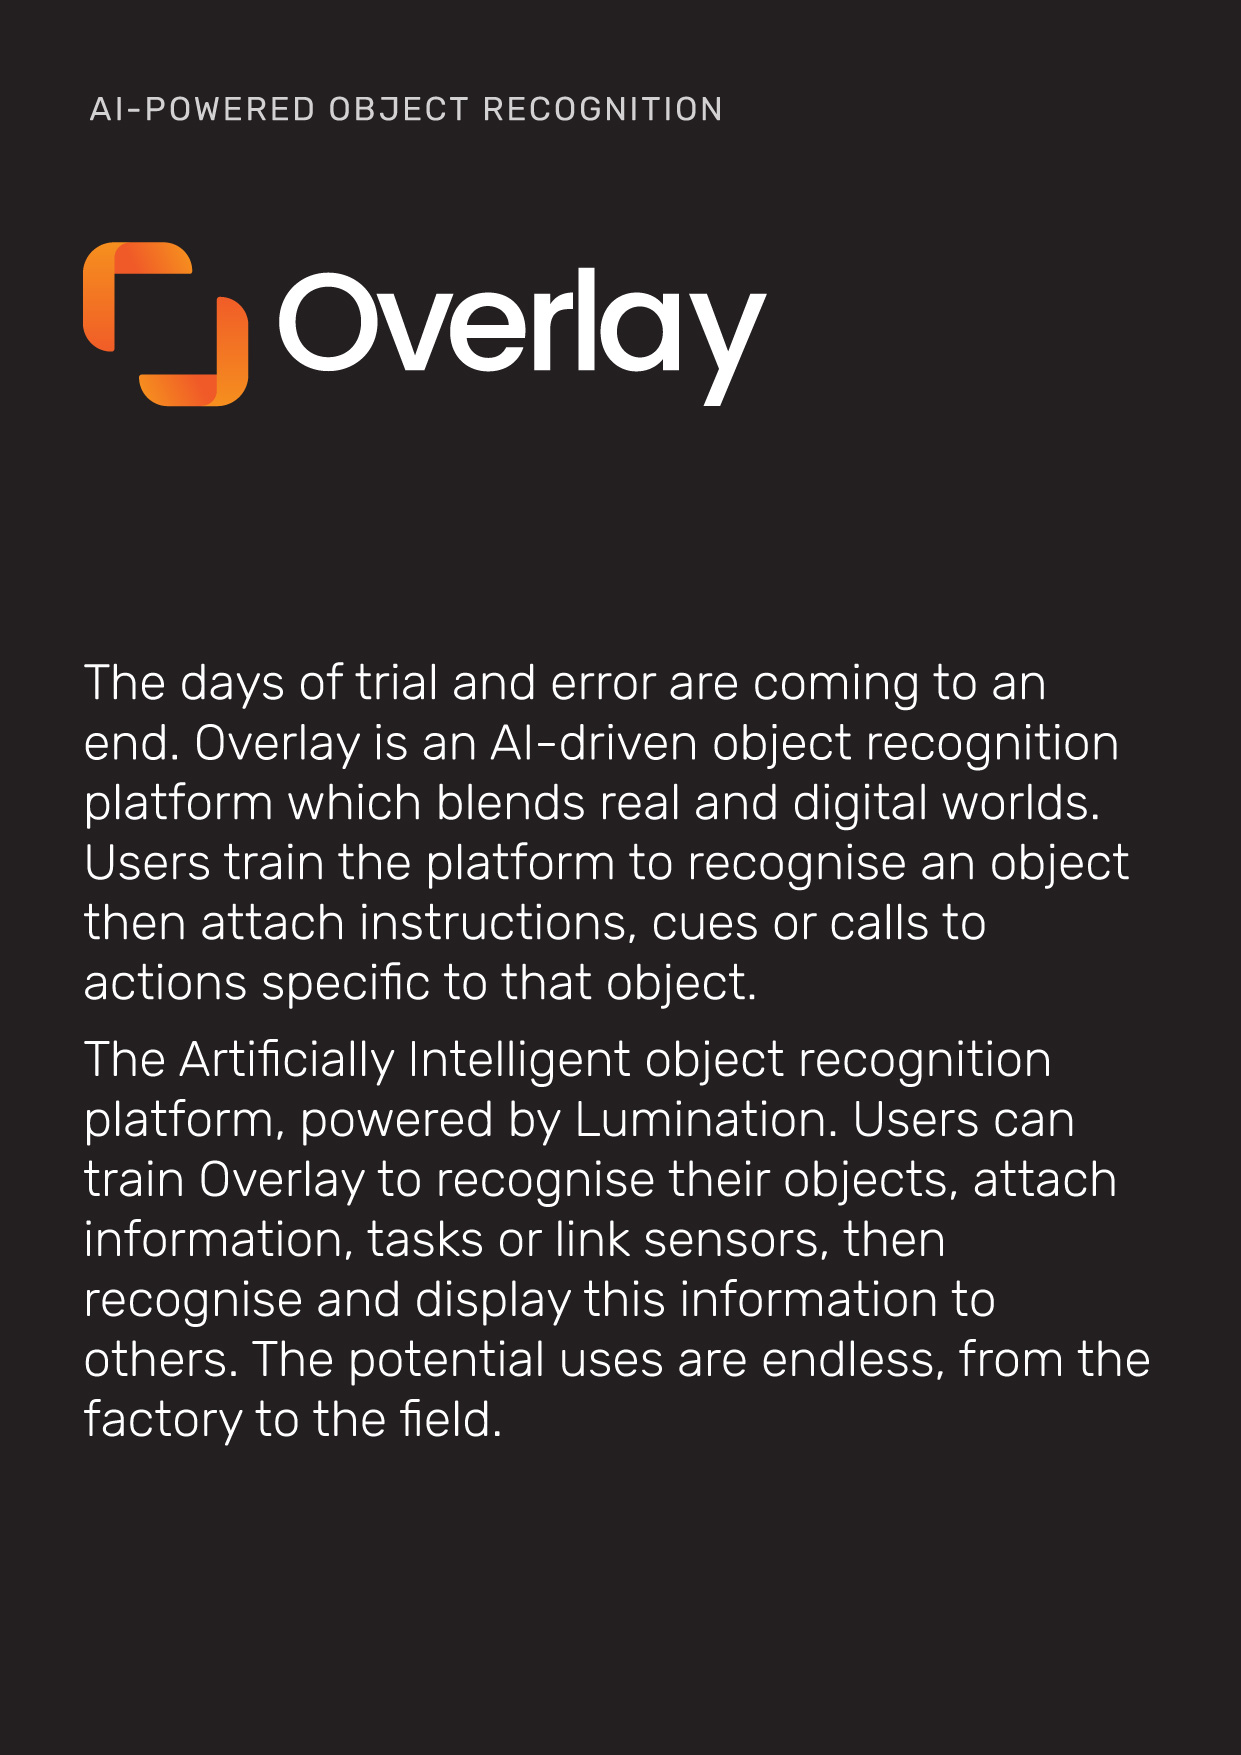 AI-POWERED OBJECT RECOGNITION
Overlay
The days of trial and error are coming to an
end. Overlay is an AI-driven object recognition
platform which blends real and digital worlds.
Users train the platform to recognise an object
then attach instructions, cues or calls to
actions specific to that object.
The Artificially Intelligent object recognition
platform, powered by Lumination. Users can
train Overlay to recognise their objects, attach
information, tasks or link sensors, then
recognise and display this information to
others. The potential uses are endless, from the
factory to the field.